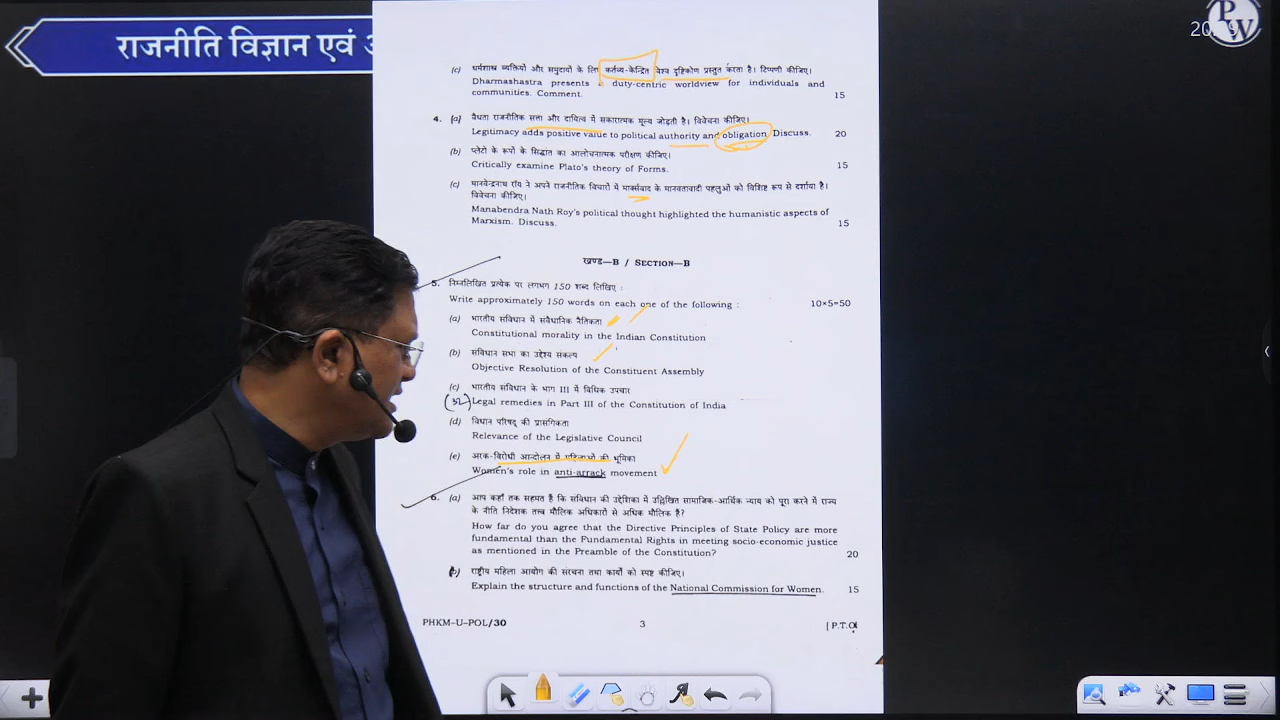 राजनीति विज्ञान एवं
PW
(c) धर्मशास्त्र व्यक्तियों और समुदायों के लिए कर्तव्य-केन्द्रित विश्व दृष्टिकोण प्रस्तुत करता है। टिप्पणी कीजिए।
Dharmashastra presents a duty-centric worldview for individuals and
communities. Comment. 15
4. (a) वैधता राजनीतिक सत्ता और दायित्व में सकारात्मक मूल्य जोड़ती है। विवेचना कीजिए।
Legitimacy adds positive value to political authority and obligation. Discuss. 20
(b) प्लेटो के रूपों के सिद्धांत का आलोचनात्मक परीक्षण कीजिए।
Critically examine Plato's theory of Forms. 15
(c) मानवेन्द्रनाथ रॉय ने अपने राजनीतिक विचारों में मार्क्सवाद के मानवतावादी पहलुओं को विशिष्ट रूप से दर्शाया है।
विवेचना कीजिए।
Manabendra Nath Roy's political thought highlighted the humanistic aspects of
Marxism. Discuss. 15
खण्ड—B / SECTION—B
5. निम्नलिखित प्रत्येक पर लगभग 150 शब्द लिखिए :
Write approximately 150 words on each one of the following : 10×5=50
(a) भारतीय संविधान में संवैधानिक नैतिकता
Constitutional morality in the Indian Constitution
(b) संविधान सभा का उद्देश्य संकल्प
Objective Resolution of the Constituent Assembly
(c) भारतीय संविधान के भाग III में विधिक उपचार
(32) Legal remedies in Part III of the Constitution of India
(d) विधान परिषद् की प्रासंगिकता
Relevance of the Legislative Council
(e) अरक-विरोधी आन्दोलन में महिलाओं की भूमिका
Women's role in anti-arrack movement
6. (a) आप कहाँ तक सहमत हैं कि संविधान की उद्देशिका में उल्लिखित सामाजिक-आर्थिक न्याय को पूरा करने में राज्य
के नीति निदेशक तत्त्व मौलिक अधिकारों से अधिक मौलिक हैं?
How far do you agree that the Directive Principles of State Policy are more
fundamental than the Fundamental Rights in meeting socio-economic justice
as mentioned in the Preamble of the Constitution? 20
(b) राष्ट्रीय महिला आयोग की संरचना तथा कार्यों को स्पष्ट कीजिए।
Explain the structure and functions of the National Commission for Women. 15
PHKM-U-POL/30 3 [ P.T.O.